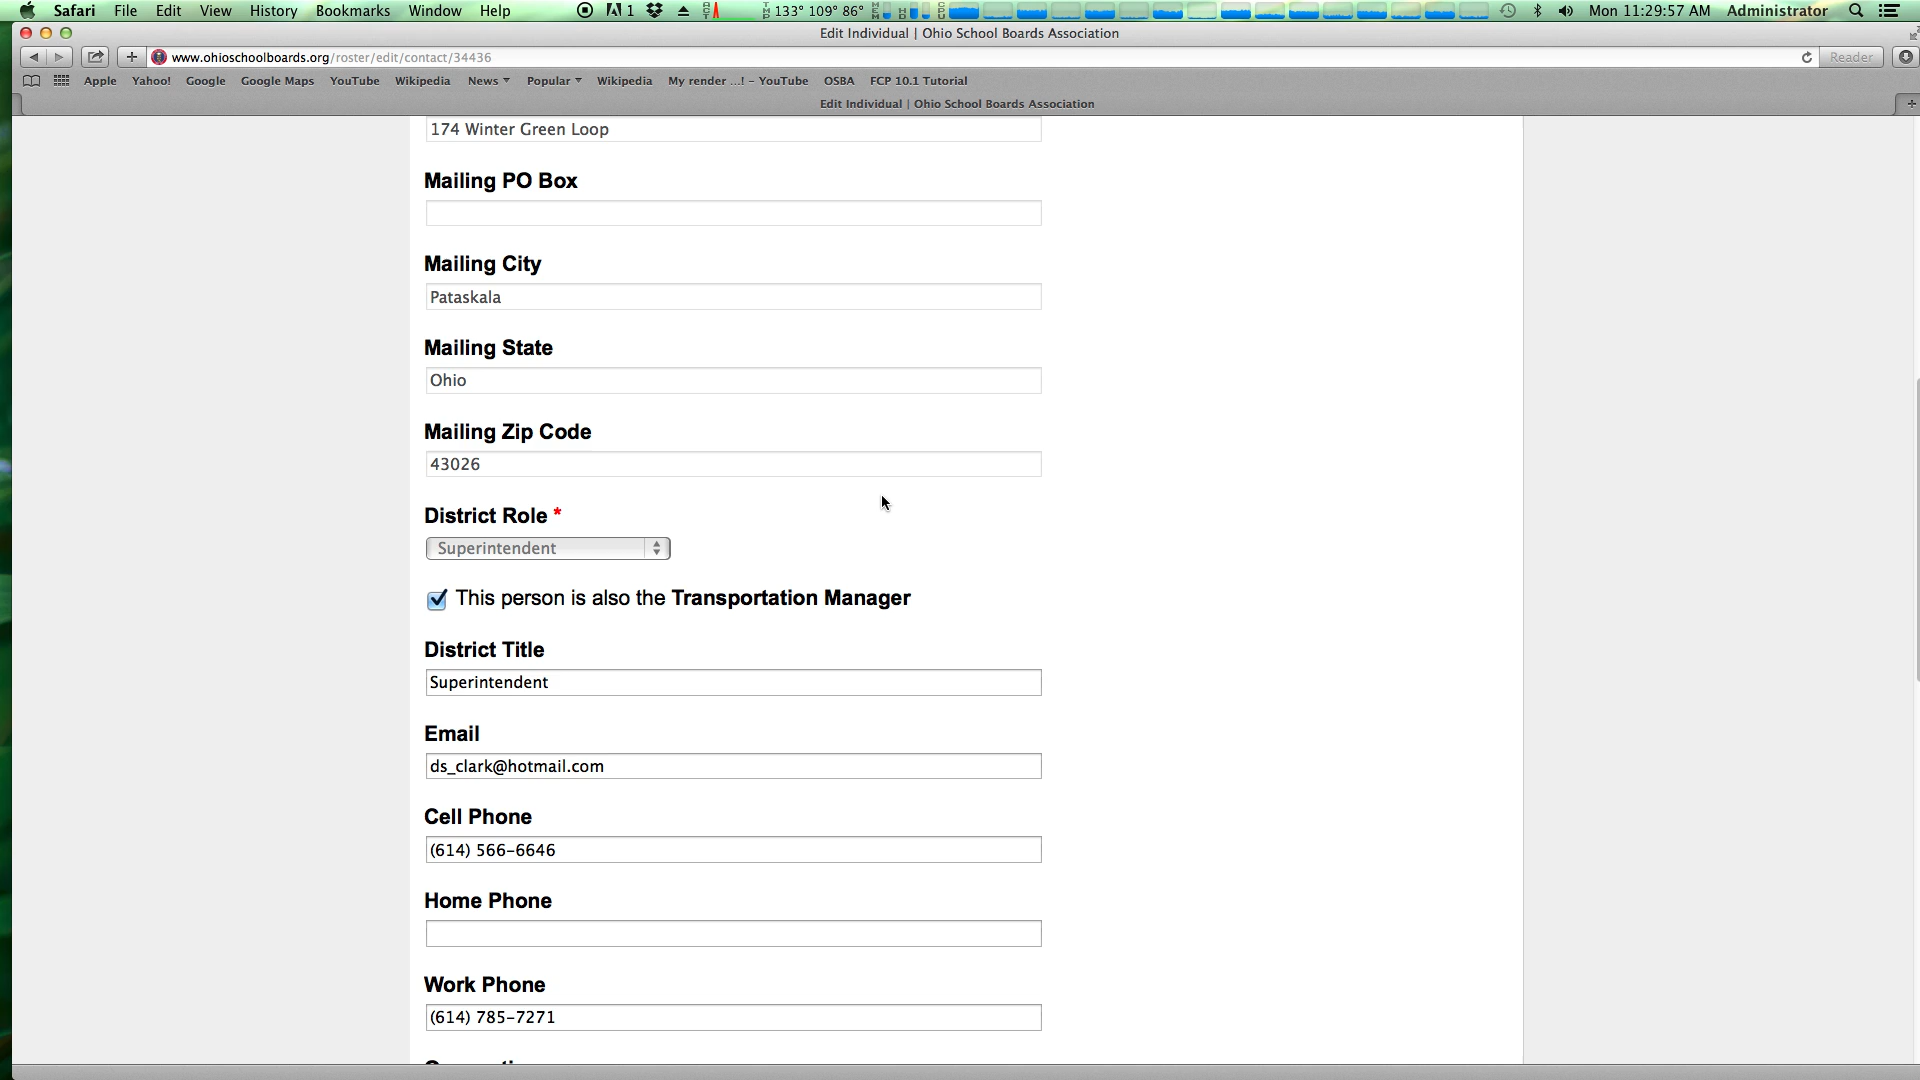 Safari File Edit View History Bookmarks Window Help 1 133° 109° 86° Mon 11:29:57 AM Administrator
Edit Individual | Ohio School Boards Association
www.ohioschoolboards.org/roster/edit/contact/34436 Reader
Apple Yahoo! Google Google Maps YouTube Wikipedia News Popular Wikipedia My render ...! - YouTube OSBA FCP 10.1 Tutorial
Edit Individual | Ohio School Boards Association
174 Winter Green Loop
Mailing PO Box
Mailing City
Pataskala
Mailing State
Ohio
Mailing Zip Code
43026
District Role *
Superintendent
This person is also the Transportation Manager
District Title
Superintendent
Email
ds_clark@hotmail.com
Cell Phone
(614) 566-6646
Home Phone
Work Phone
(614) 785-7271